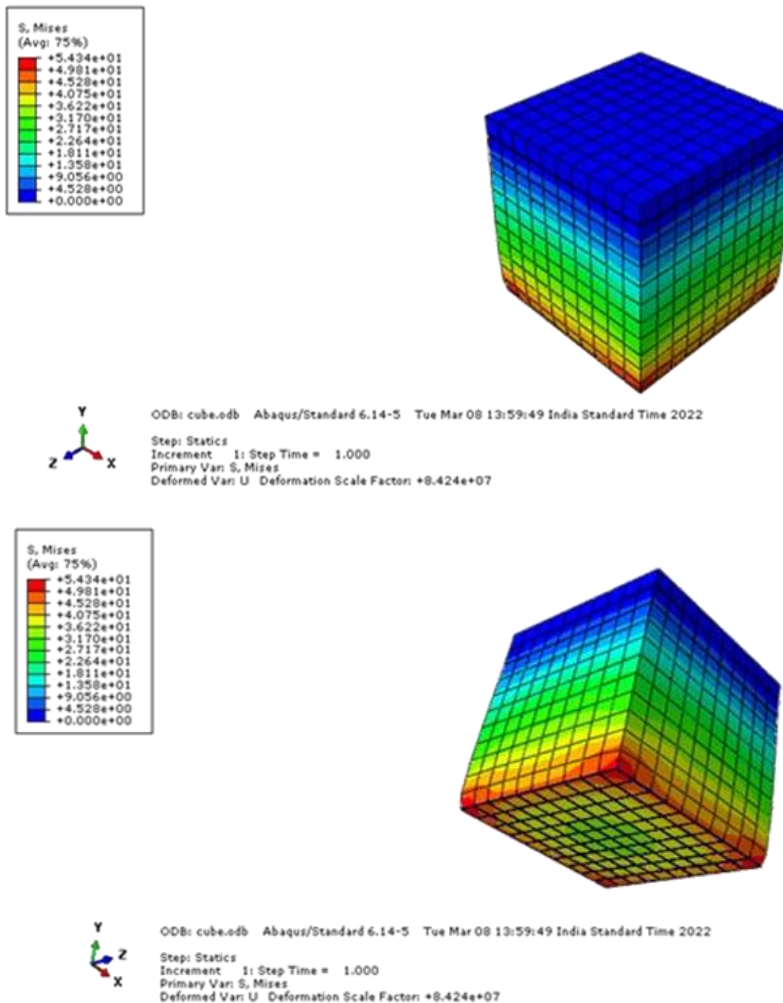 S, Mises
(Avg: 75%)
+5.434e+01
+4.981e+01
+4.528e+01
+4.075e+01
+3.622e+01
+3.170e+01
+2.717e+01
+2.264e+01
+1.811e+01
+1.358e+01
+9.056e+00
+4.528e+00
+0.000e+00
Y
Z X
ODB: cube.odb Abaqus/Standard 6.14-5 Tue Mar 08 13:59:49 India Standard Time 2022
Step: Statics
Increment 1: Step Time = 1.000
Primary Var: S, Mises
Deformed Var: U Deformation Scale Factor: +8.424e+07
S, Mises
(Avg: 75%)
+5.434e+01
+4.981e+01
+4.528e+01
+4.075e+01
+3.622e+01
+3.170e+01
+2.717e+01
+2.264e+01
+1.811e+01
+1.358e+01
+9.056e+00
+4.528e+00
+0.000e+00
Y
Z
X
ODB: cube.odb Abaqus/Standard 6.14-5 Tue Mar 08 13:59:49 India Standard Time 2022
Step: Statics
Increment 1: Step Time = 1.000
Primary Var: S, Mises
Deformed Var: U Deformation Scale Factor: +8.424e+07